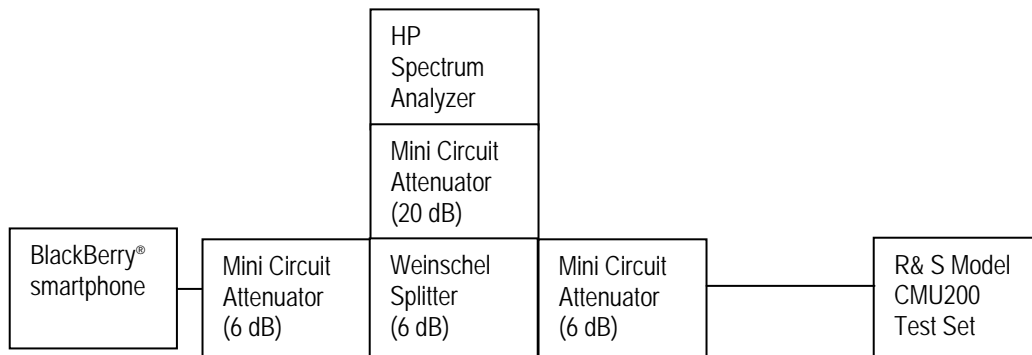 HP
Spectrum
Analyzer
Mini Circuit
Attenuator
(20 dB)
BlackBerry®
smartphone
Mini Circuit
Attenuator
(6 dB)
Weinschel
Splitter
(6 dB)
Mini Circuit
Attenuator
(6 dB)
R& S Model
CMU200
Test Set